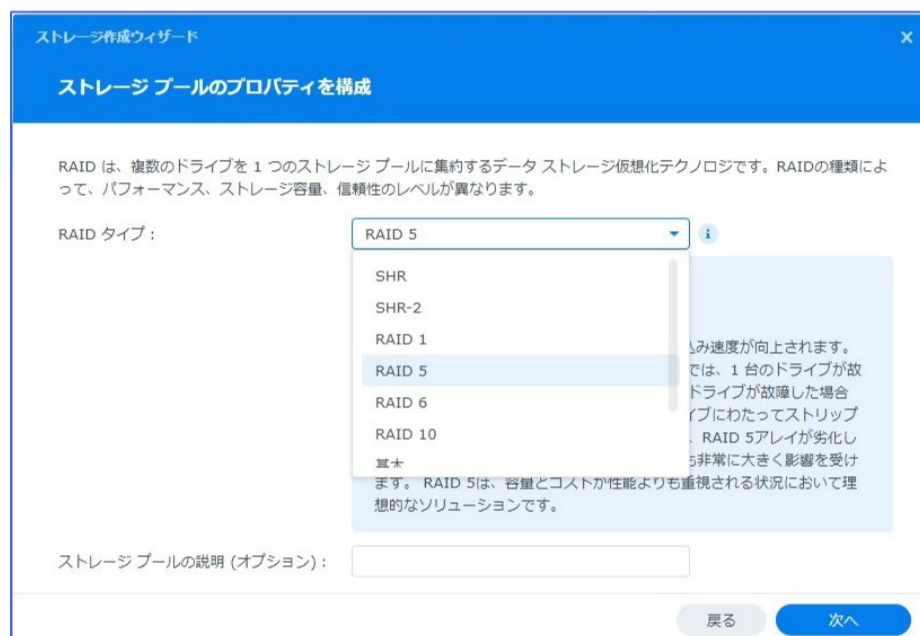 ストレージ作成ウィザード
ストレージ プールのプロパティを構成
RAID は、複数のドライブを 1 つのストレージ プールに集約するデータ ストレージ仮想化テクノロジです。RAIDの種類によ
って、パフォーマンス、ストレージ容量、信頼性のレベルが異なります。
RAID タイプ :
RAID 5
SHR
SHR-2
RAID 1
RAID 5
RAID 6
RAID 10
基本
み速度が向上されます。
では、1 台のドライブが故
ドライブが故障した場合
イブにわたってストリップ
、RAID 5アレイが劣化し
も非常に大きく影響を受け
ます。 RAID 5は、容量とコストが性能よりも重視される状況において理
想的なソリューションです。
ストレージ プールの説明 (オプション) :
戻る
次へ